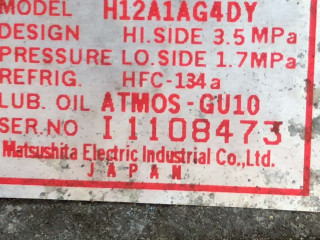 MODEL H12A1AG4DY
DESIGN HI.SIDE 3.5 MPa
PRESSURE LO.SIDE 1.7MPa
REFRIG. HFC-134a
LUB. OIL ATMOS-GU10
SER.NO I1108473
Matsushita Electric Industrial Co.,Ltd.
JAPAN